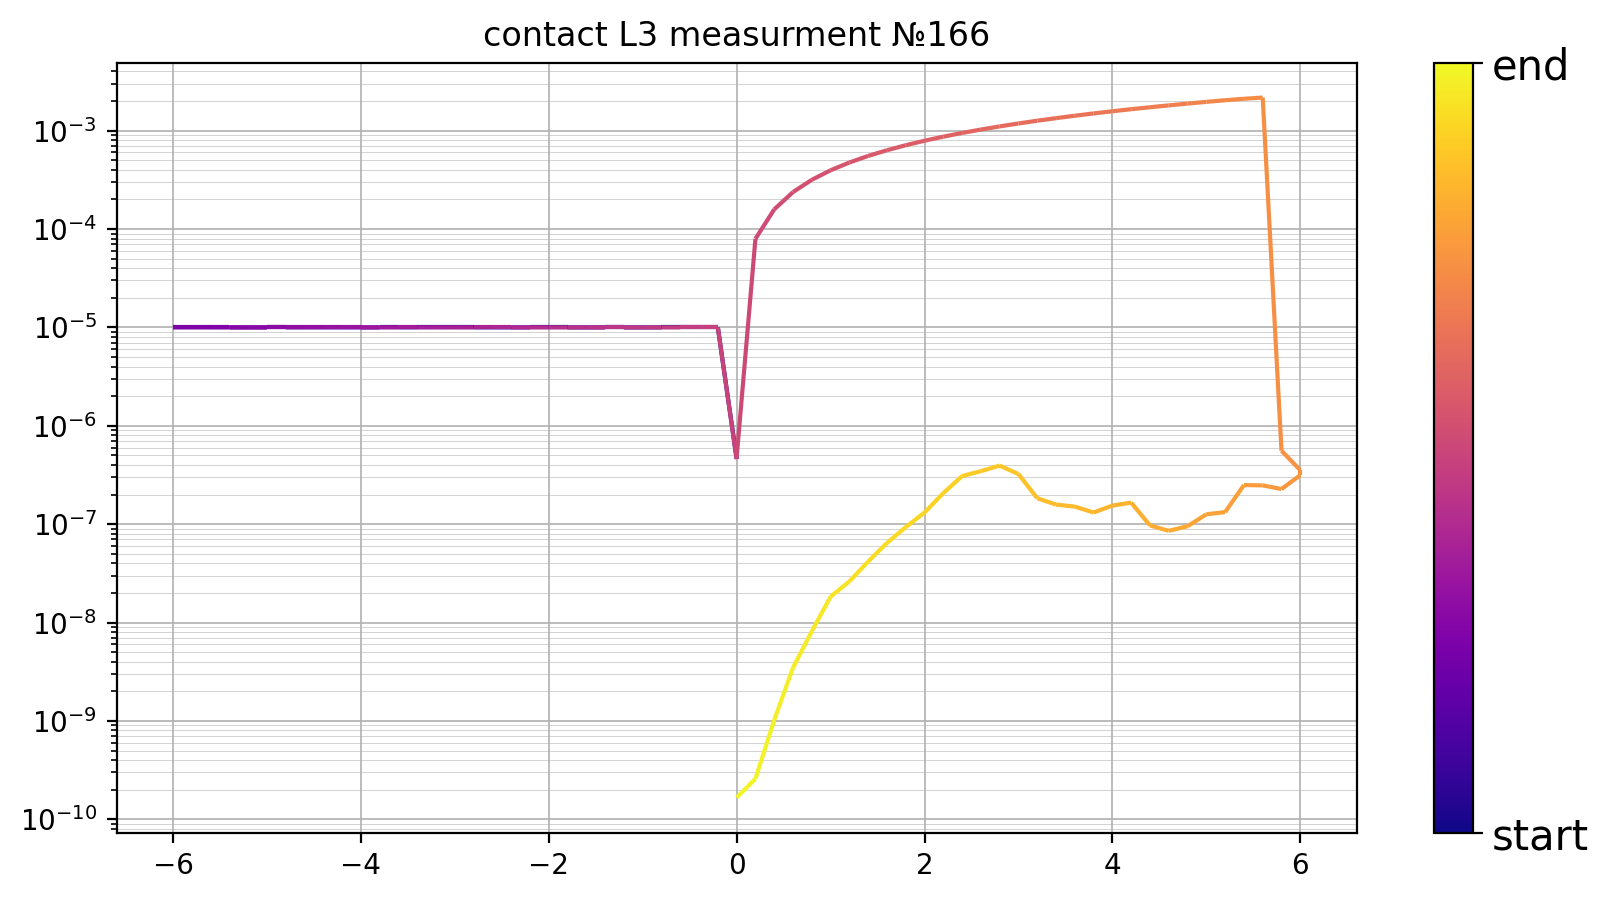 contact L3 measurment №166
10⁻³
10⁻⁴
10⁻⁵
10⁻⁶
10⁻⁷
10⁻⁸
10⁻⁹
10⁻¹⁰
−6 −4 −2 0 2 4 6
end
start